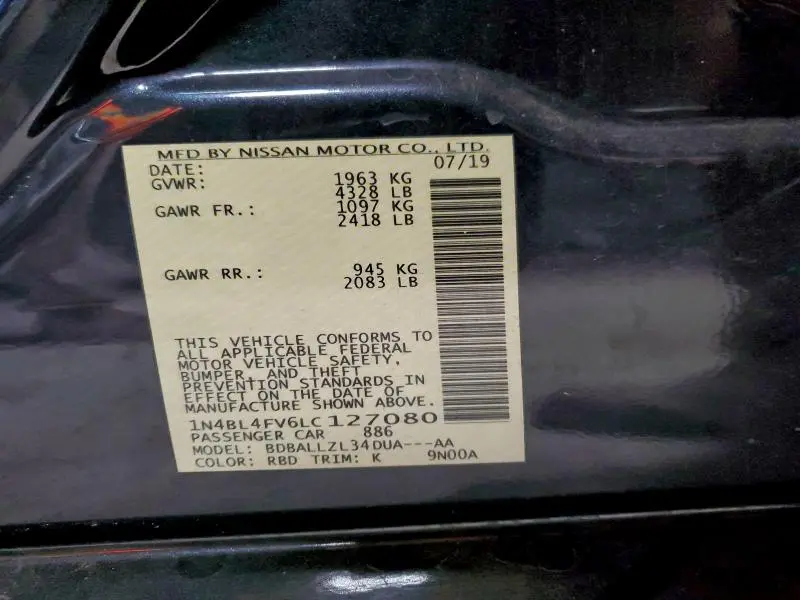 MFD BY NISSAN MOTOR CO., LTD.
DATE: 07/19
GVWR: 1963 KG
4328 LB
GAWR FR.: 1097 KG
2418 LB
GAWR RR.: 945 KG
2083 LB
THIS VEHICLE CONFORMS TO
ALL APPLICABLE FEDERAL
MOTOR VEHICLE SAFETY,
BUMPER, AND THEFT
PREVENTION STANDARDS IN
EFFECT ON THE DATE OF
MANUFACTURE SHOWN ABOVE.
1N4BL4FV6LC127080
PASSENGER CAR 886
MODEL: BDBALLZL34DUA---AA
COLOR: RBD TRIM: K 9N00A